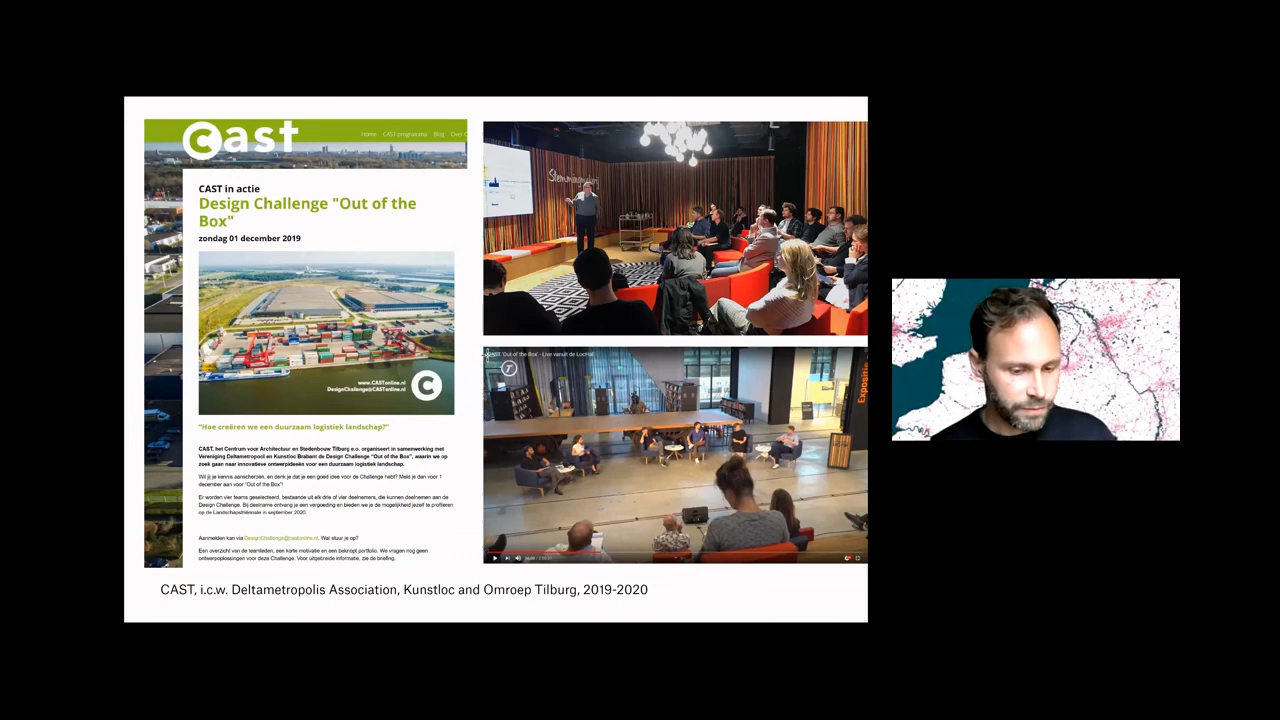 cast
Home CAST programma Blog Over C
CAST in actie
Design Challenge "Out of the
Box"
zondag 01 december 2019
www.CASTonline.nl
DesignChallenge@CASTonline.nl
C
"Hoe creëren we een duurzaam logistiek landschap?"
CAST, het Centrum voor Architectuur en Stedenbouw Tilburg e.o. organiseert in samenwerking met
Vereniging Deltametropool en Kunstloc Brabant de Design Challenge "Out of the Box", waarin we op
zoek gaan naar innovatieve ontwerpideeën voor een duurzaam logistiek landschap.
Wil jij je kennis aanscherpen, en denk je dat je een goed idee voor de Challenge hebt? Meld je dan voor 1
december aan voor "Out of the Box"!
Er worden vier teams geselecteerd, bestaande uit elk drie of vier deelnemers, die kunnen deelnemen aan de
Design Challenge. Bij deelname ontvang je een vergoeding en bieden we je de mogelijkheid jezelf te profileren
op de Landschapstriënnale in september 2020.
Aanmelden kan via DesignChallenge@castonline.nl. Wat stuur je op?
Een overzicht van de teamleden, een korte motivatie en een beknopt portfolio. We vragen nog geen
ontwerpoplossingen voor deze Challenge. Voor uitgebreide informatie, zie de briefing.
Stemmenmakerij
'Out of the Box' - Live vanuit de LocHal
Expositie
CAST, i.c.w. Deltametropolis Association, Kunstloc and Omroep Tilburg, 2019-2020